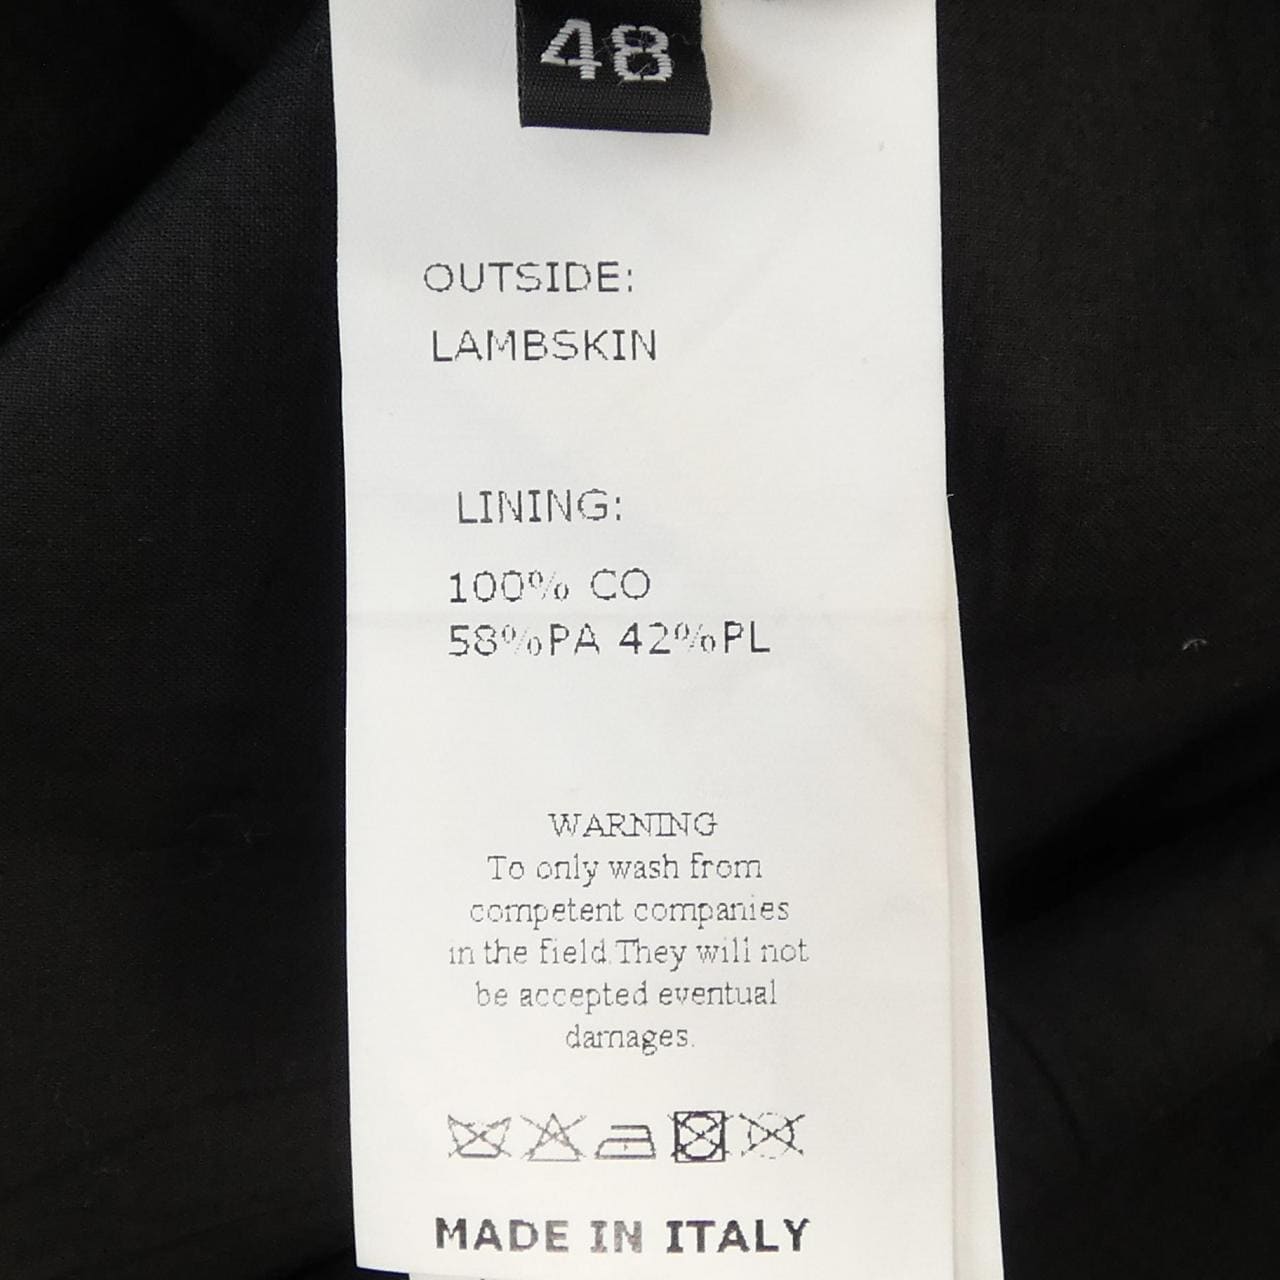 48
OUTSIDE:
LAMBSKIN
LINING:
100% CO
58%PA 42%PL
WARNING
To only wash from
competent companies
in the field.They will not
be accepted eventual
damages.
MADE IN ITALY